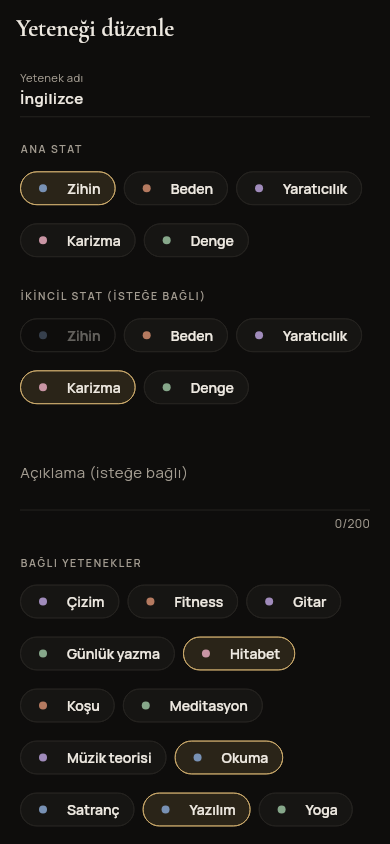 Yeteneği düzenle
Yetenek adı
İngilizce
ANA STAT
Zihin Beden Yaratıcılık
Karizma Denge
İKİNCİL STAT (İSTEĞE BAĞLI)
Zihin Beden Yaratıcılık
Karizma Denge
Açıklama (isteğe bağlı)
0/200
BAĞLI YETENEKLER
Çizim Fitness Gitar
Günlük yazma Hitabet
Koşu Meditasyon
Müzik teorisi Okuma
Satranç Yazılım Yoga